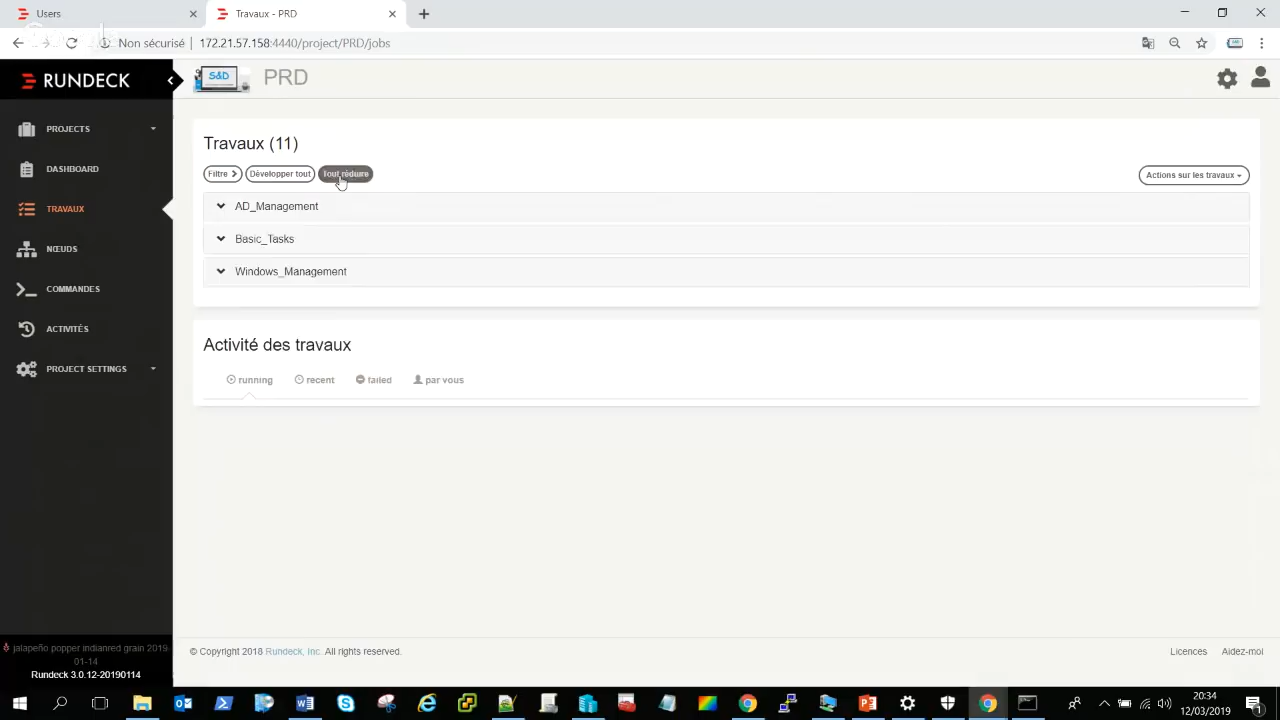 Users
Travaux - PRD
Non sécurisé
172.21.57.158:4440/project/PRD/jobs
RUNDECK
S&D
PRD
PROJECTS
DASHBOARD
TRAVAUX
NŒUDS
COMMANDES
ACTIVITÉS
PROJECT SETTINGS
Travaux (11)
Filtre
Développer tout
Tout réduire
Actions sur les travaux
AD_Management
Basic_Tasks
Windows_Management
Activité des travaux
running
recent
failed
par vous
jalapeño popper indianred grain 2019-
01-14
Rundeck 3.0.12-20190114
© Copyright 2018 Rundeck, Inc. All rights reserved.
Licences
Aidez-moi
20:34
12/03/2019